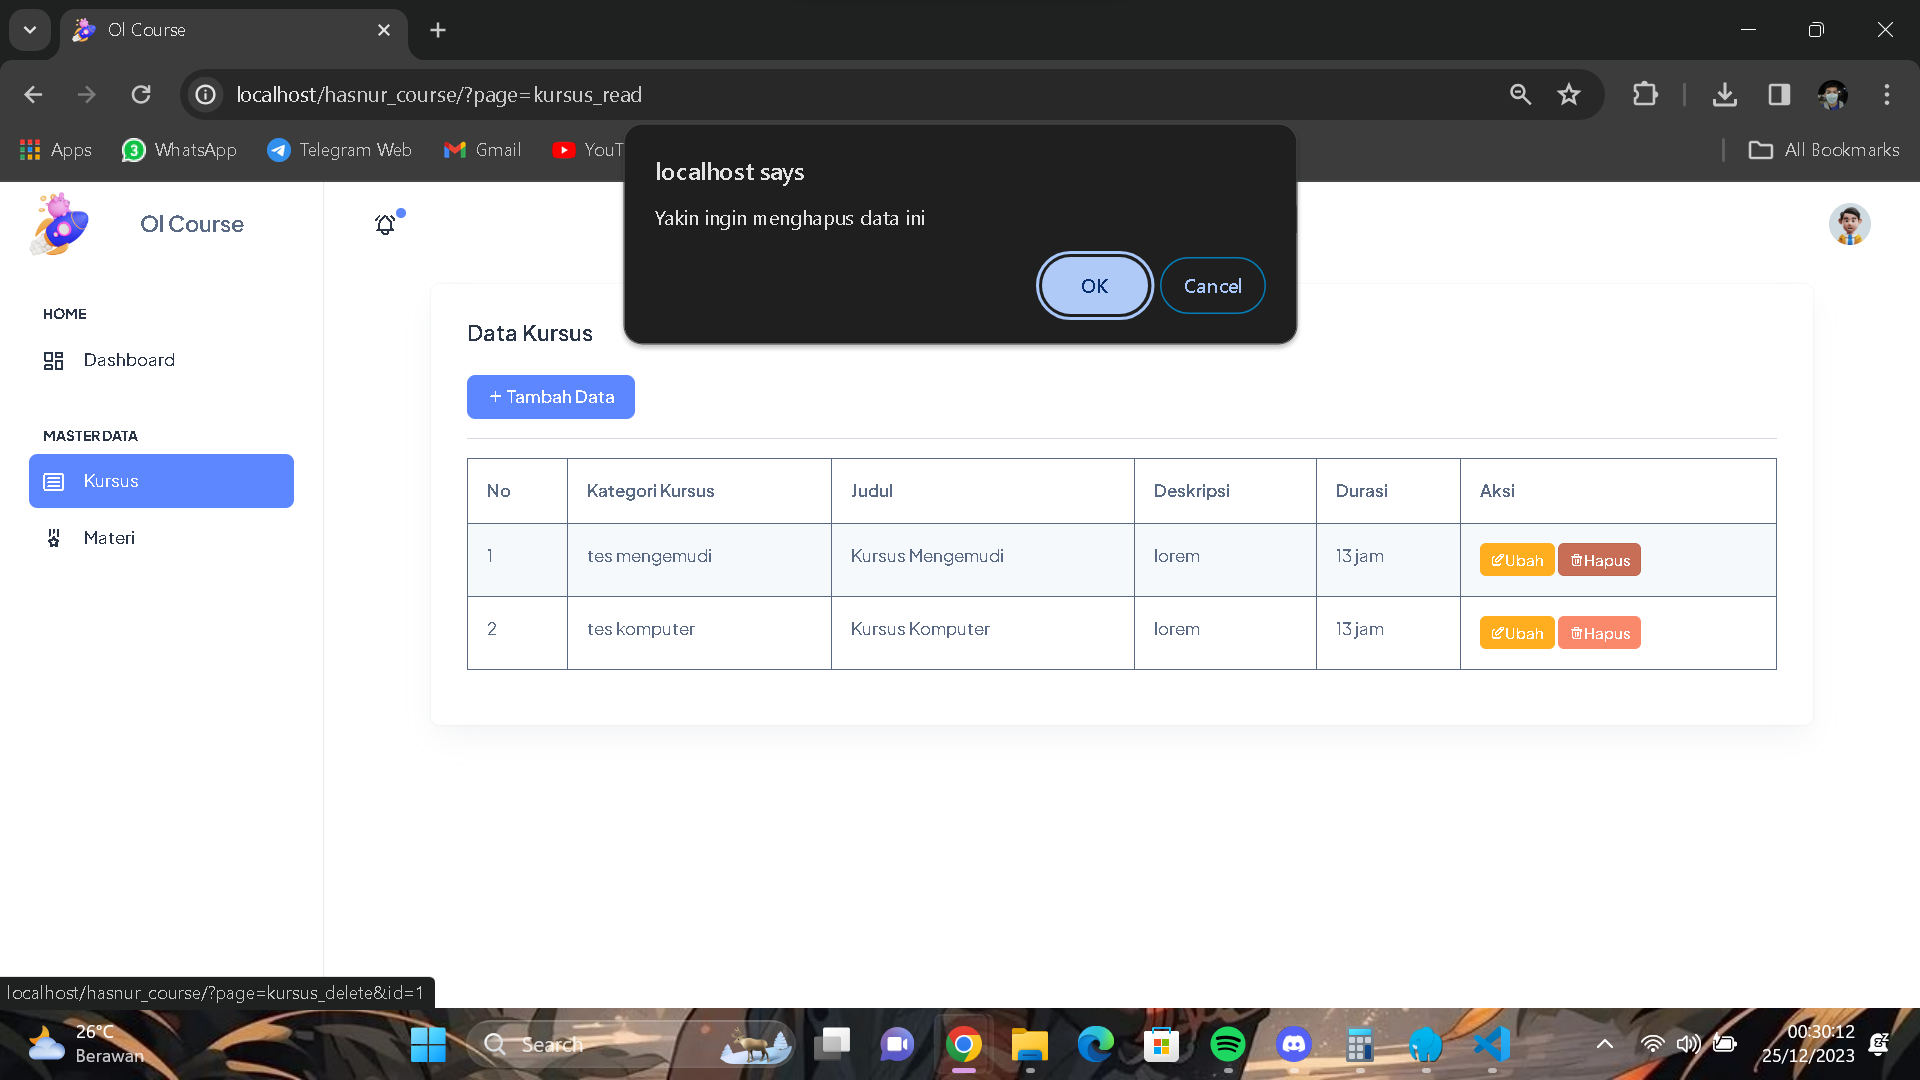 Ol Course
localhost/hasnur_course/?page=kursus_read
Apps
3
WhatsApp
Telegram Web
Gmail
YouT
All Bookmarks
localhost says
Yakin ingin menghapus data ini
OK
Cancel
Ol Course
HOME
Dashboard
MASTER DATA
Kursus
Materi
Data Kursus
+ Tambah Data
No Kategori Kursus Judul Deskripsi Durasi Aksi
1 tes mengemudi Kursus Mengemudi lorem 13 jam Ubah Hapus
2 tes komputer Kursus Komputer lorem 13 jam Ubah Hapus
localhost/hasnur_course/?page=kursus_delete&id=1
26°C
Berawan
Search
00:30:12
25/12/2023